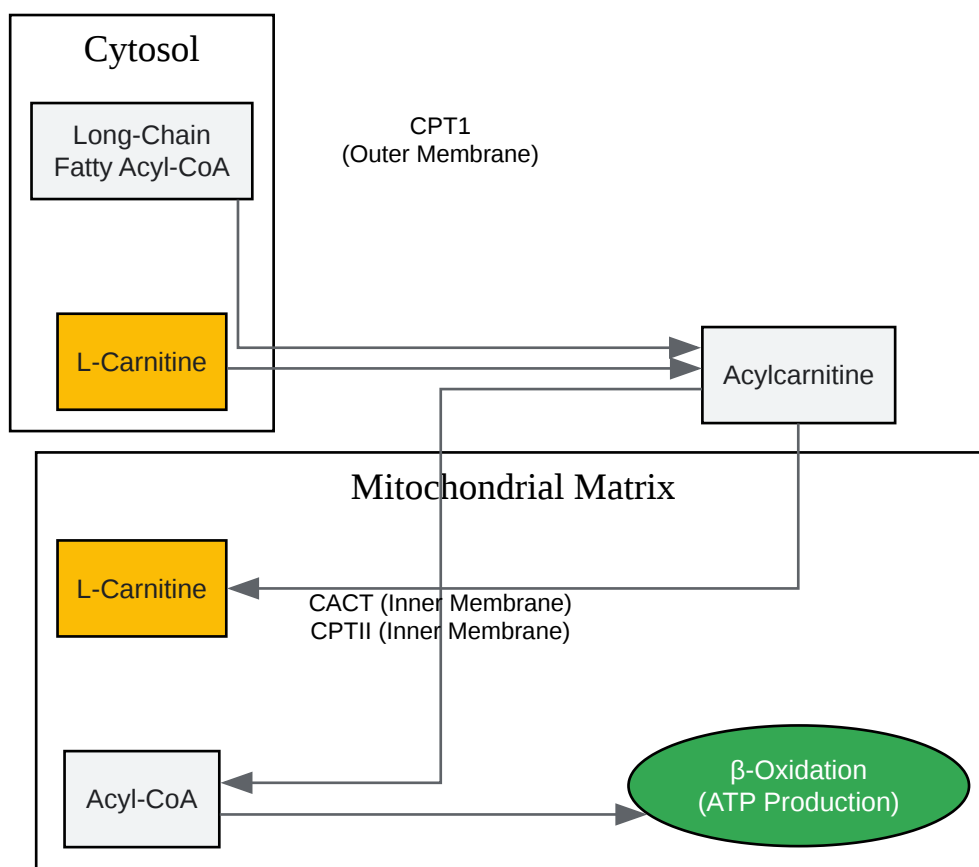 Cytosol
Long-Chain
Fatty Acyl-CoA
CPT1
(Outer Membrane)
L-Carnitine
Acylcarnitine
Mitochondrial Matrix
L-Carnitine
CACT (Inner Membrane)
CPTII (Inner Membrane)
Acyl-CoA
β-Oxidation
(ATP Production)